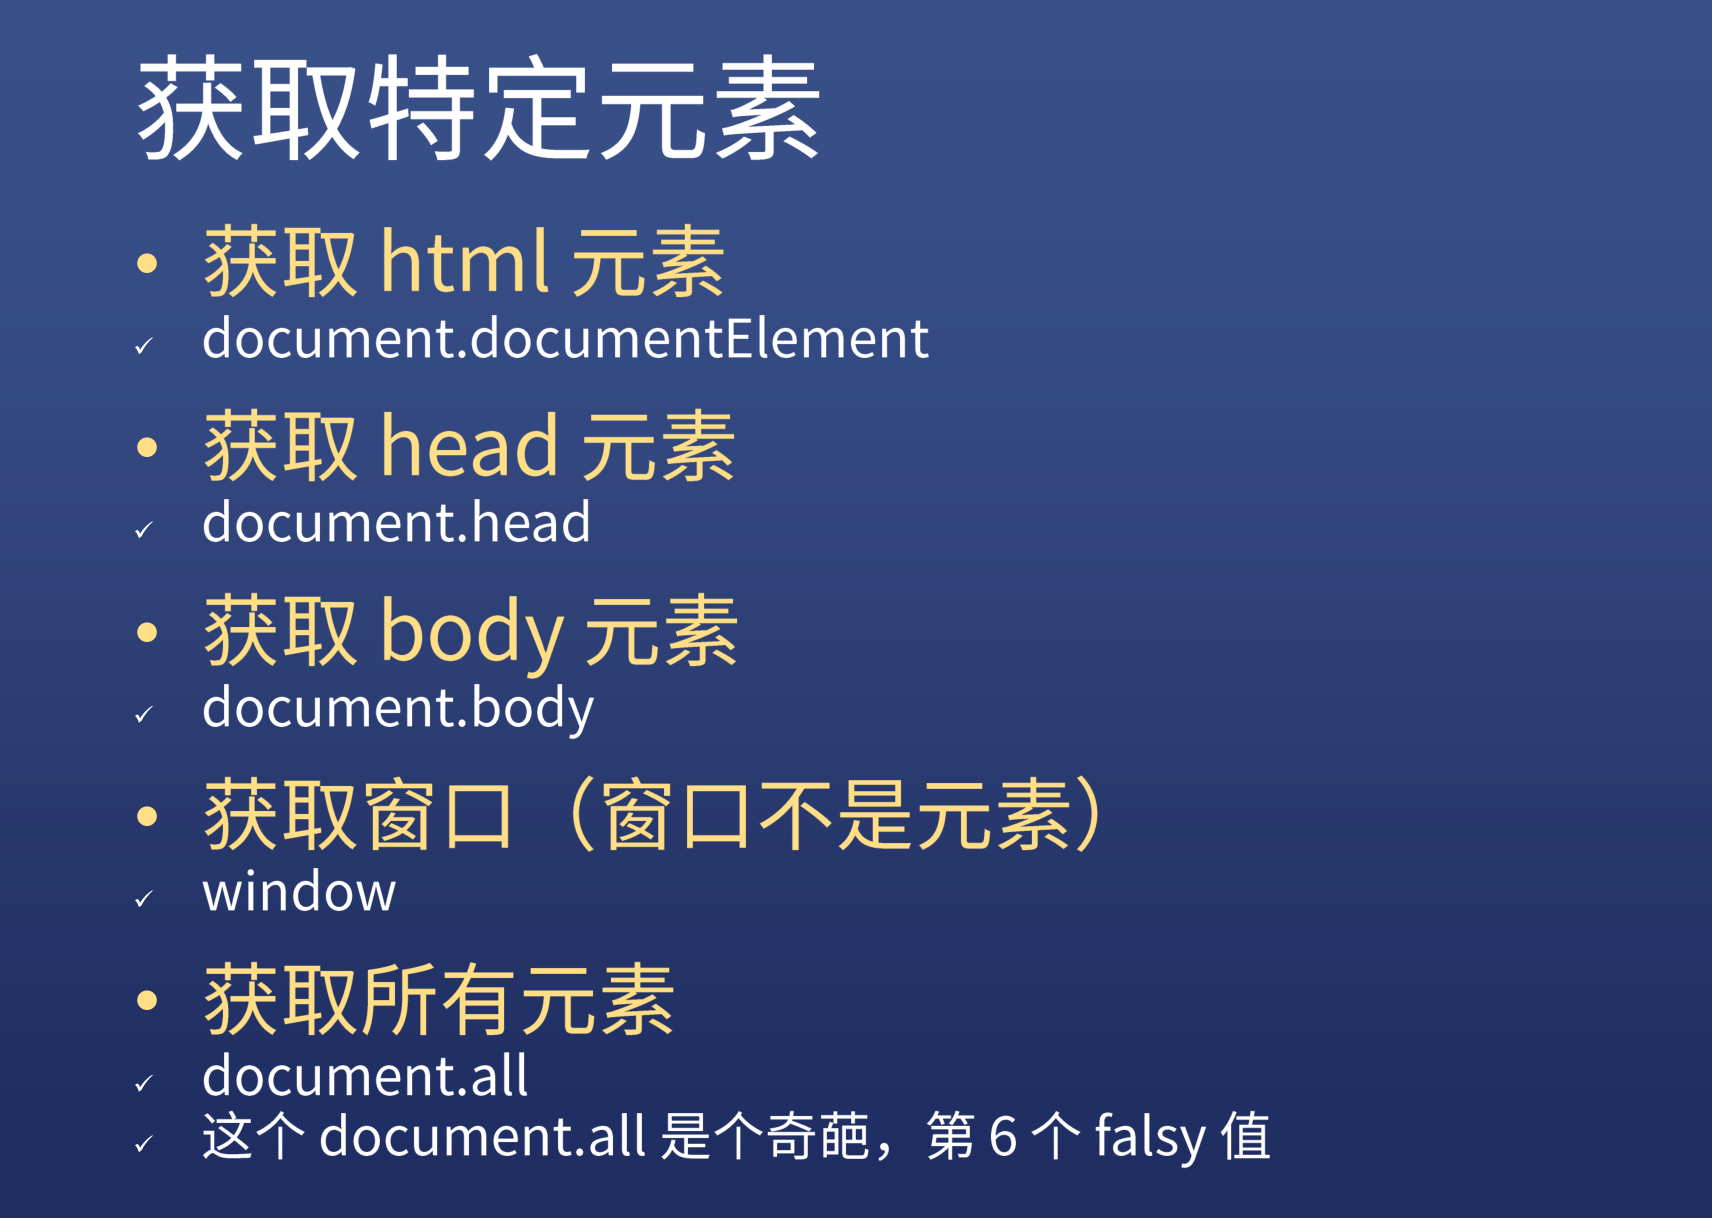 获取特定元素
• 获取 html 元素
✓ document.documentElement
• 获取 head 元素
✓ document.head
• 获取 body 元素
✓ document.body
• 获取窗口（窗口不是元素）
✓ window
• 获取所有元素
✓ document.all
✓ 这个 document.all 是个奇葩，第 6 个 falsy 值